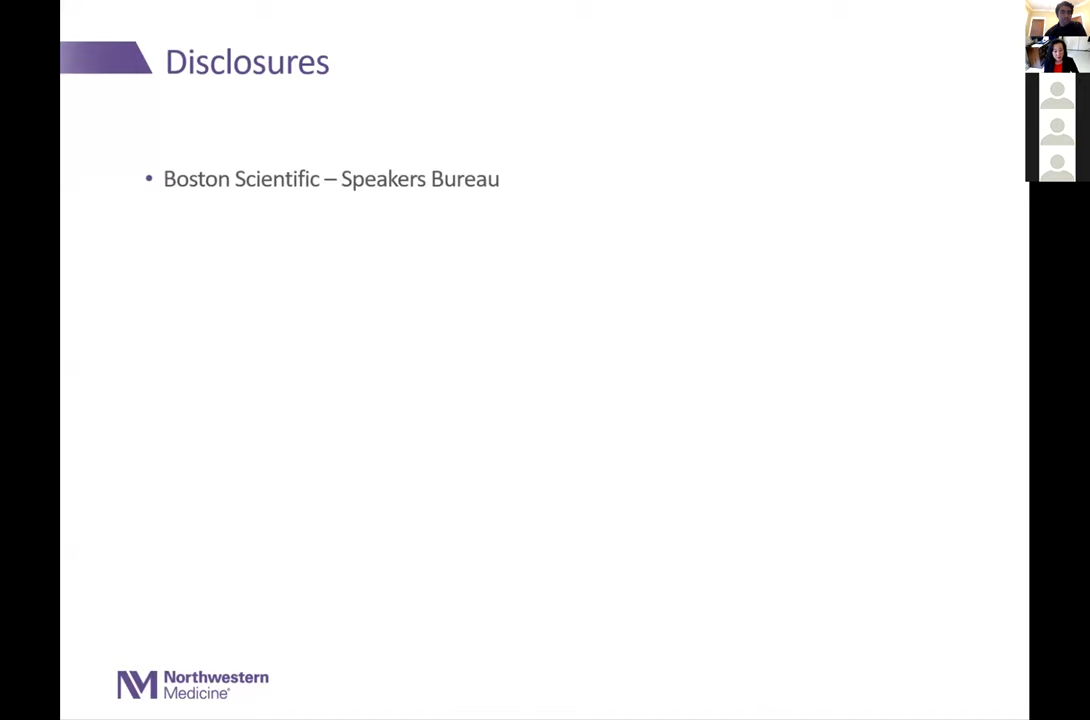 Disclosures
• Boston Scientific – Speakers Bureau
Northwestern
Medicine®